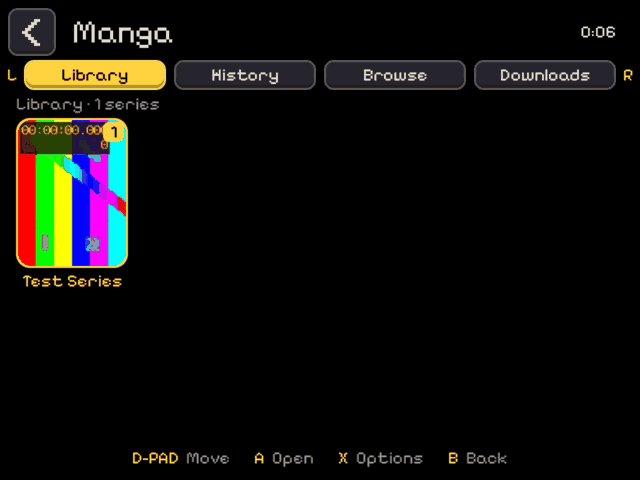 Manga
0:06
L Library History Browse Downloads R
Library · 1 series
00:00:00.00
1
0
Test Series
D-PAD Move A Open X Options B Back